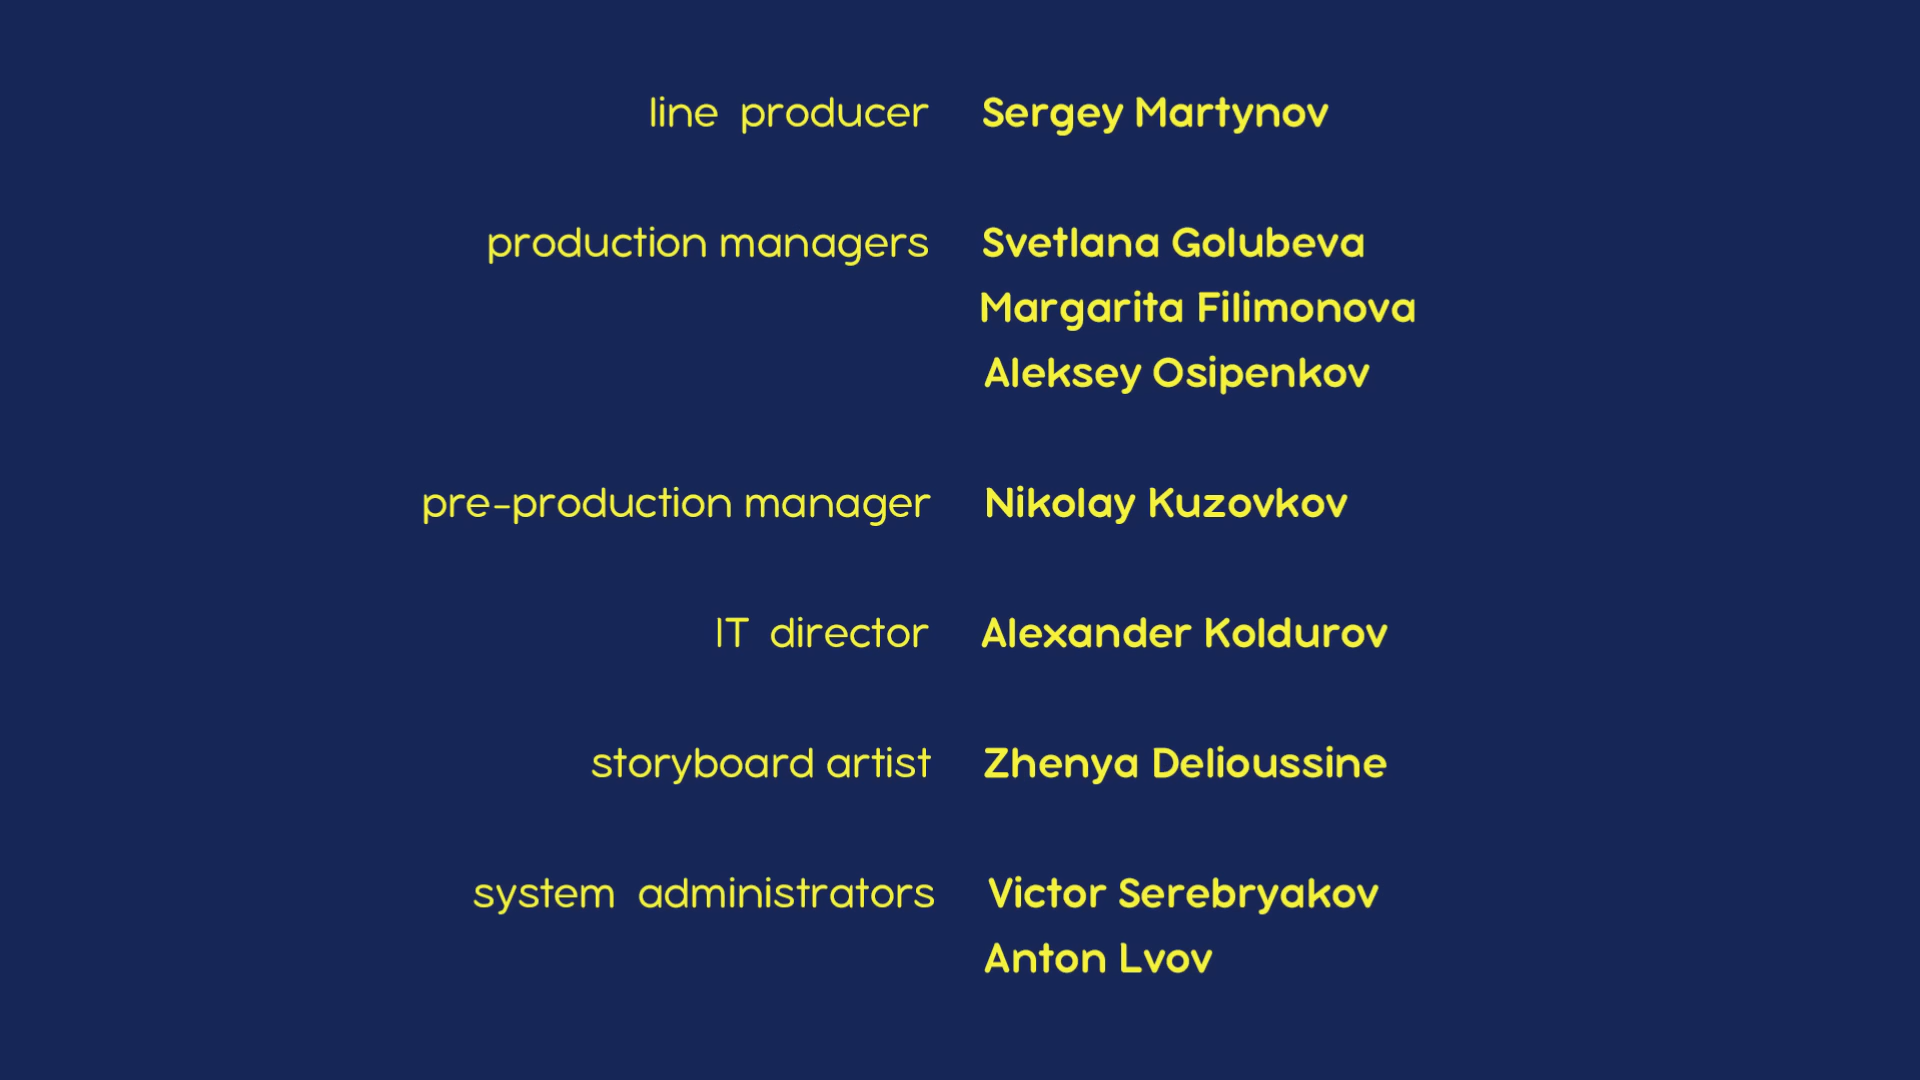 line producer Sergey Martynov
production managers Svetlana Golubeva
Margarita Filimonova
Aleksey Osipenkov
pre-production manager Nikolay Kuzovkov
IT director Alexander Koldurov
storyboard artist Zhenya Delioussine
system administrators Victor Serebryakov
Anton Lvov